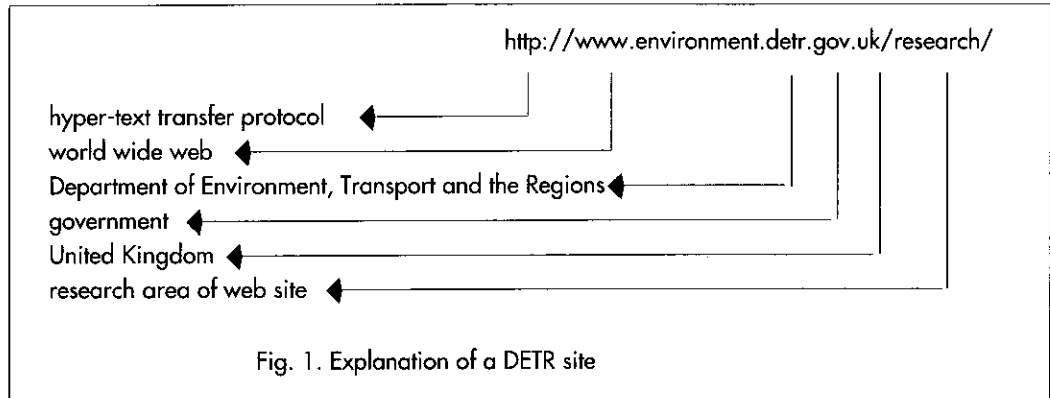 http://www.environment.detr.gov.uk/research/
hyper-text transfer protocol
world wide web
Department of Environment, Transport and the Regions
government
United Kingdom
research area of web site
Fig. 1. Explanation of a DETR site